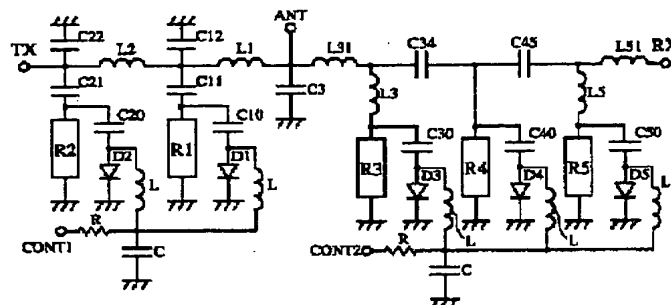 ANT
C22 C12
TX L2 L1 L31 C34 C45 L51 RX
C21 C11 C3 L3 L5
C20 C10 C30 C40 C50
R2 D2 L R1 D1 L R3 D3 R4 D4 R5 D5 L
CONT1 R L L
C CONT2 R
C